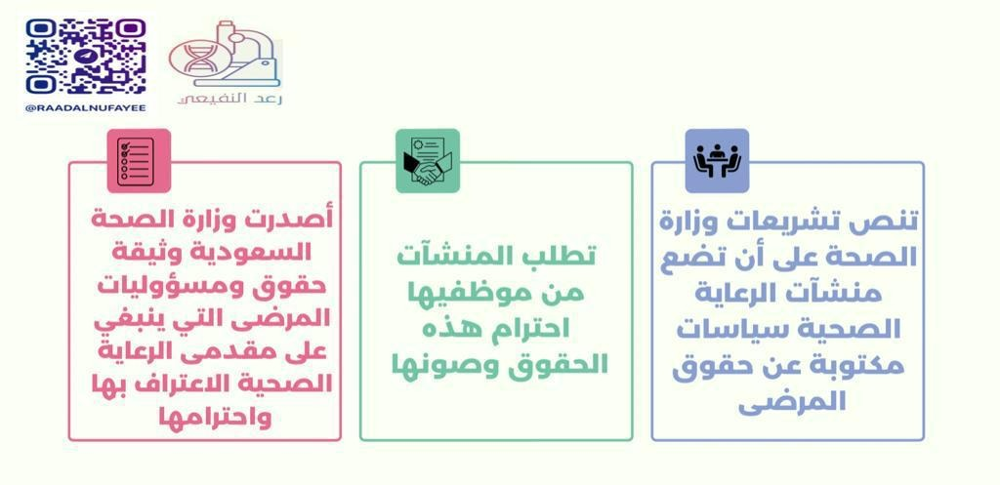 @RAADALNUFAYEE
رعد النفيعي
تنص تشريعات وزارة
الصحة على أن تضع
منشآت الرعاية
الصحية سياسات
مكتوبة عن حقوق
المرضى
تطلب المنشآت
من موظفيها
احترام هذه
الحقوق وصونها
أصدرت وزارة الصحة
السعودية وثيقة
حقوق ومسؤوليات
المرضى التي ينبغي
على مقدمى الرعاية
الصحية الاعتراف بها
واحترامها